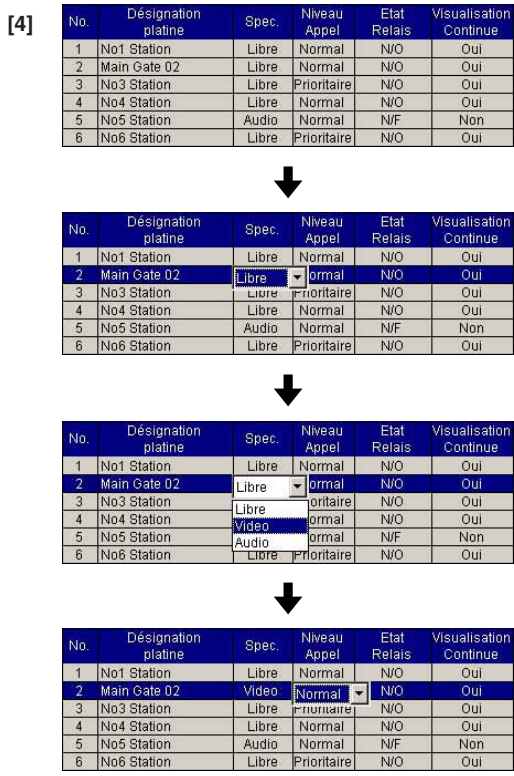 [4]
No. Désignation platine Spec. Niveau Appel Etat Relais Visualisation Continue
1 No1 Station Libre Normal N/O Oui
2 Main Gate 02 Libre Normal N/O Oui
3 No3 Station Libre Prioritaire N/O Oui
4 No4 Station Libre Normal N/O Oui
5 No5 Station Audio Normal N/F Non
6 No6 Station Libre Prioritaire N/O Oui
No. Désignation platine Spec. Niveau Appel Etat Relais Visualisation Continue
1 No1 Station Libre Normal N/O Oui
2 Main Gate 02 Libre ormal N/O Oui
3 No3 Station Libre Prioritaire N/O Oui
4 No4 Station Libre Normal N/O Oui
5 No5 Station Audio Normal N/F Non
6 No6 Station Libre Prioritaire N/O Oui
No. Désignation platine Spec. Niveau Appel Etat Relais Visualisation Continue
1 No1 Station Libre Normal N/O Oui
2 Main Gate 02 Libre ormal N/O Oui
3 No3 Station Libre oritaire N/O Oui
4 No4 Station Video ormal N/O Oui
5 No5 Station Audio ormal N/F Non
6 No6 Station Libre Prioritaire N/O Oui
No. Désignation platine Spec. Niveau Appel Etat Relais Visualisation Continue
1 No1 Station Libre Normal N/O Oui
2 Main Gate 02 Video Normal N/O Oui
3 No3 Station Libre Prioritaire N/O Oui
4 No4 Station Libre Normal N/O Oui
5 No5 Station Audio Normal N/F Non
6 No6 Station Libre Prioritaire N/O Oui